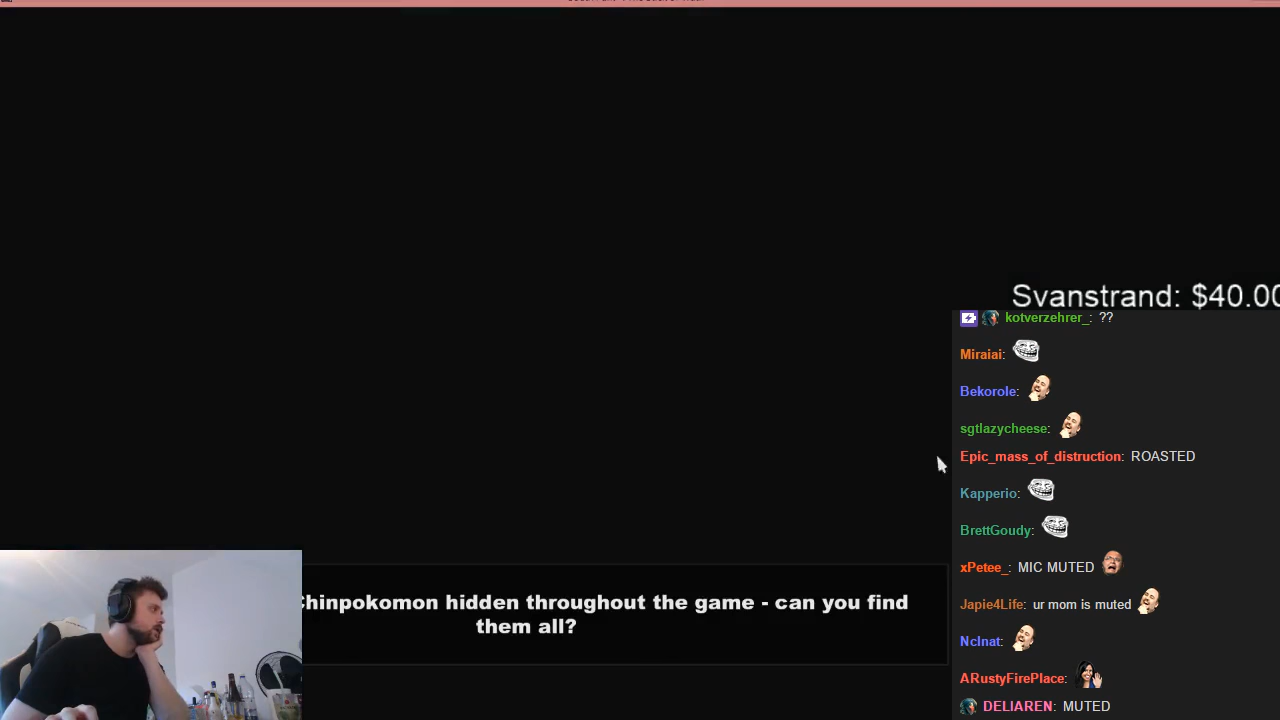 Svanstrand: $40.00
kotverzehrer_: ??
Miraiai:
Bekorole:
sgtlazycheese:
Epic_mass_of_distruction: ROASTED
Kapperio:
BrettGoudy:
xPetee_: MIC MUTED
Japie4Life: ur mom is muted
NcInat:
ARustyFirePlace:
DELIAREN: MUTED
Chinpokomon hidden throughout the game - can you find
them all?